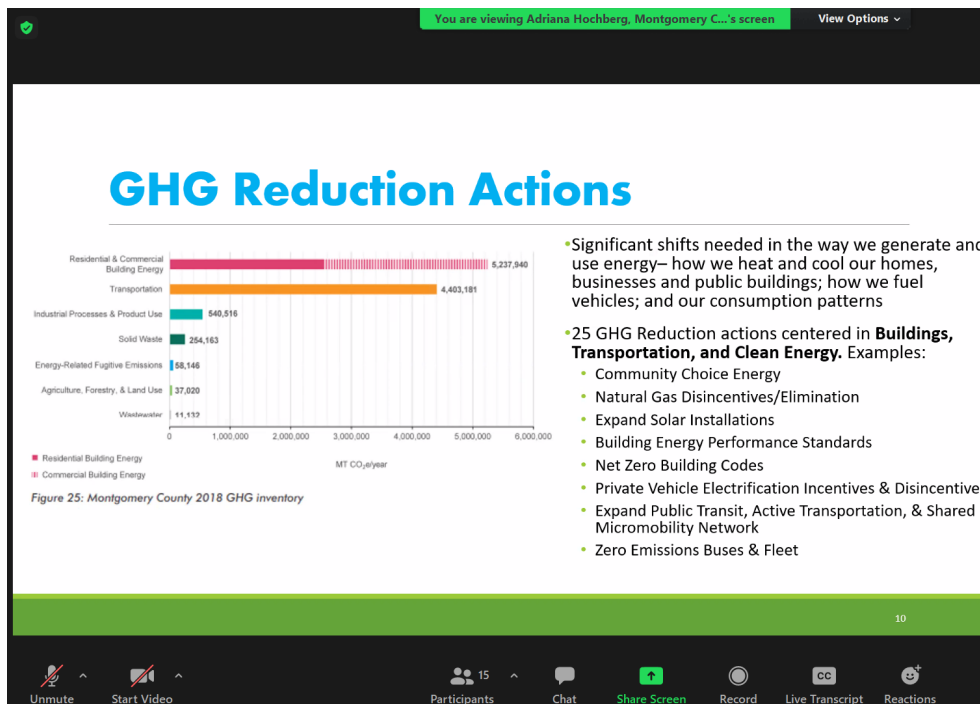 You are viewing Adriana Hochberg, Montgomery C...'s screen
View Options
GHG Reduction Actions
Residential & Commercial
Building Energy
5,237,940
Transportation
4,403,181
Industrial Processes & Product Use
540,516
Solid Waste
254,163
Energy-Related Fugitive Emissions
58,146
Agriculture, Forestry, & Land Use
37,020
Wastewater
11,132
0 1,000,000 2,000,000 3,000,000 4,000,000 5,000,000 6,000,000
MT CO₂e/year
Residential Building Energy
Commercial Building Energy
Figure 25: Montgomery County 2018 GHG inventory
•Significant shifts needed in the way we generate and
use energy– how we heat and cool our homes,
businesses and public buildings; how we fuel
vehicles; and our consumption patterns
•25 GHG Reduction actions centered in Buildings,
Transportation, and Clean Energy. Examples:
• Community Choice Energy
• Natural Gas Disincentives/Elimination
• Expand Solar Installations
• Building Energy Performance Standards
• Net Zero Building Codes
• Private Vehicle Electrification Incentives & Disincentive
• Expand Public Transit, Active Transportation, & Shared
Micromobility Network
• Zero Emissions Buses & Fleet
10
Unmute
Start Video
15
Participants
Chat
Share Screen
Record
CC
Live Transcript
Reactions